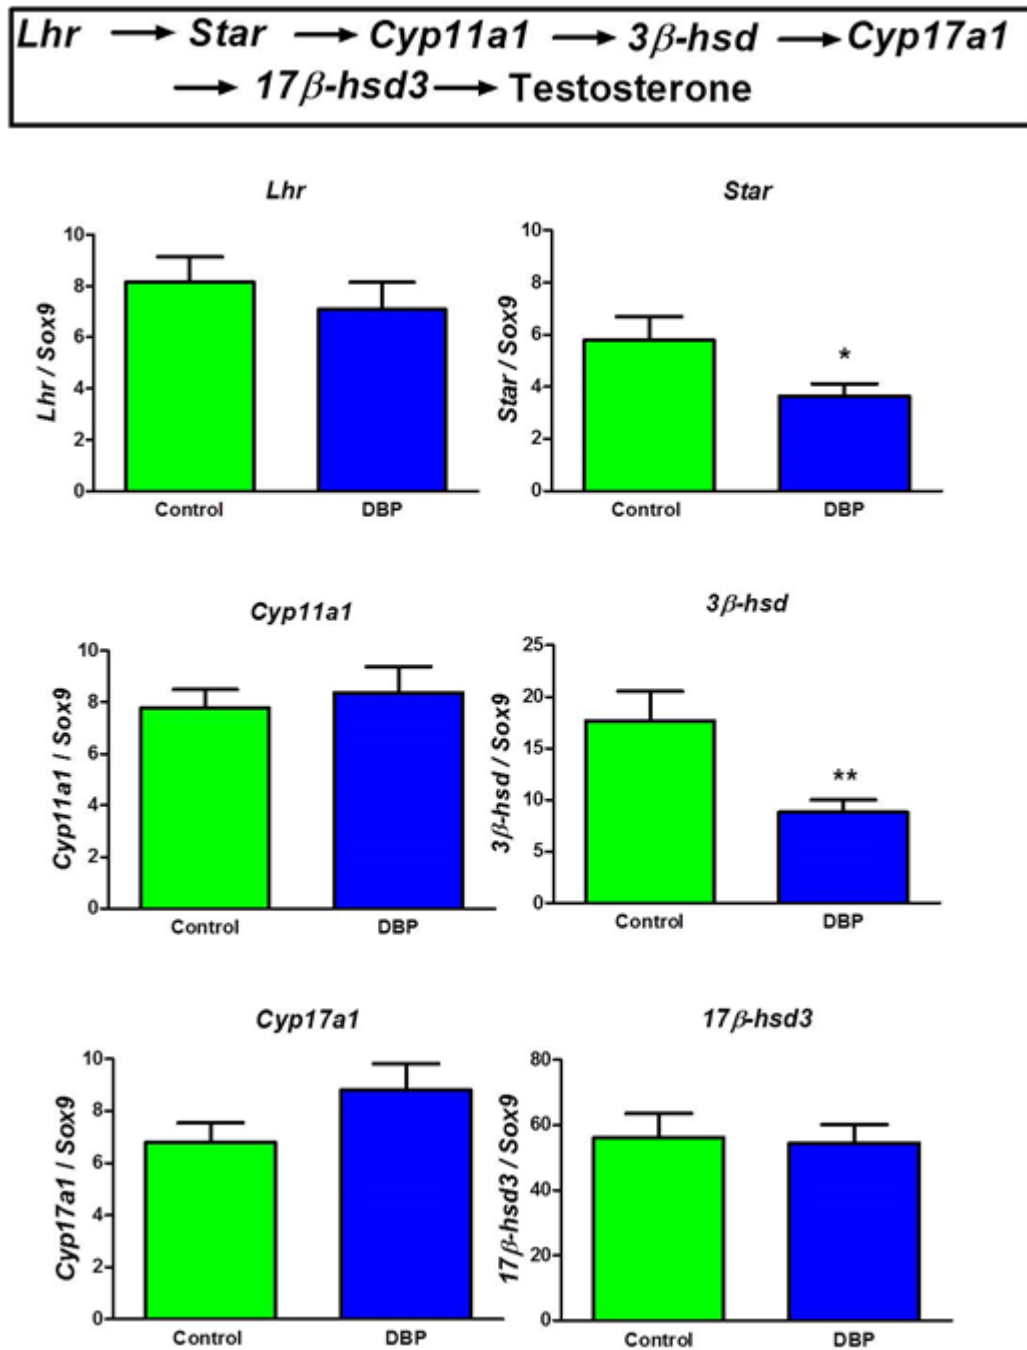 Lhr → Star → Cyp11a1 → 3β-hsd → Cyp17a1
→ 17β-hsd3 → Testosterone
Lhr
Lhr / Sox9
10
8
6
4
2
0
Control DBP
Star
Star / Sox9
10
8
6
4
2
0
*
Control DBP
Cyp11a1
Cyp11a1 / Sox9
10
8
6
4
2
0
Control DBP
3β-hsd
3β-hsd / Sox9
25
20
15
10
5
0
**
Control DBP
Cyp17a1
Cyp17a1 / Sox9
10
8
6
4
2
0
Control DBP
17β-hsd3
17β-hsd3 / Sox9
80
60
40
20
0
Control DBP